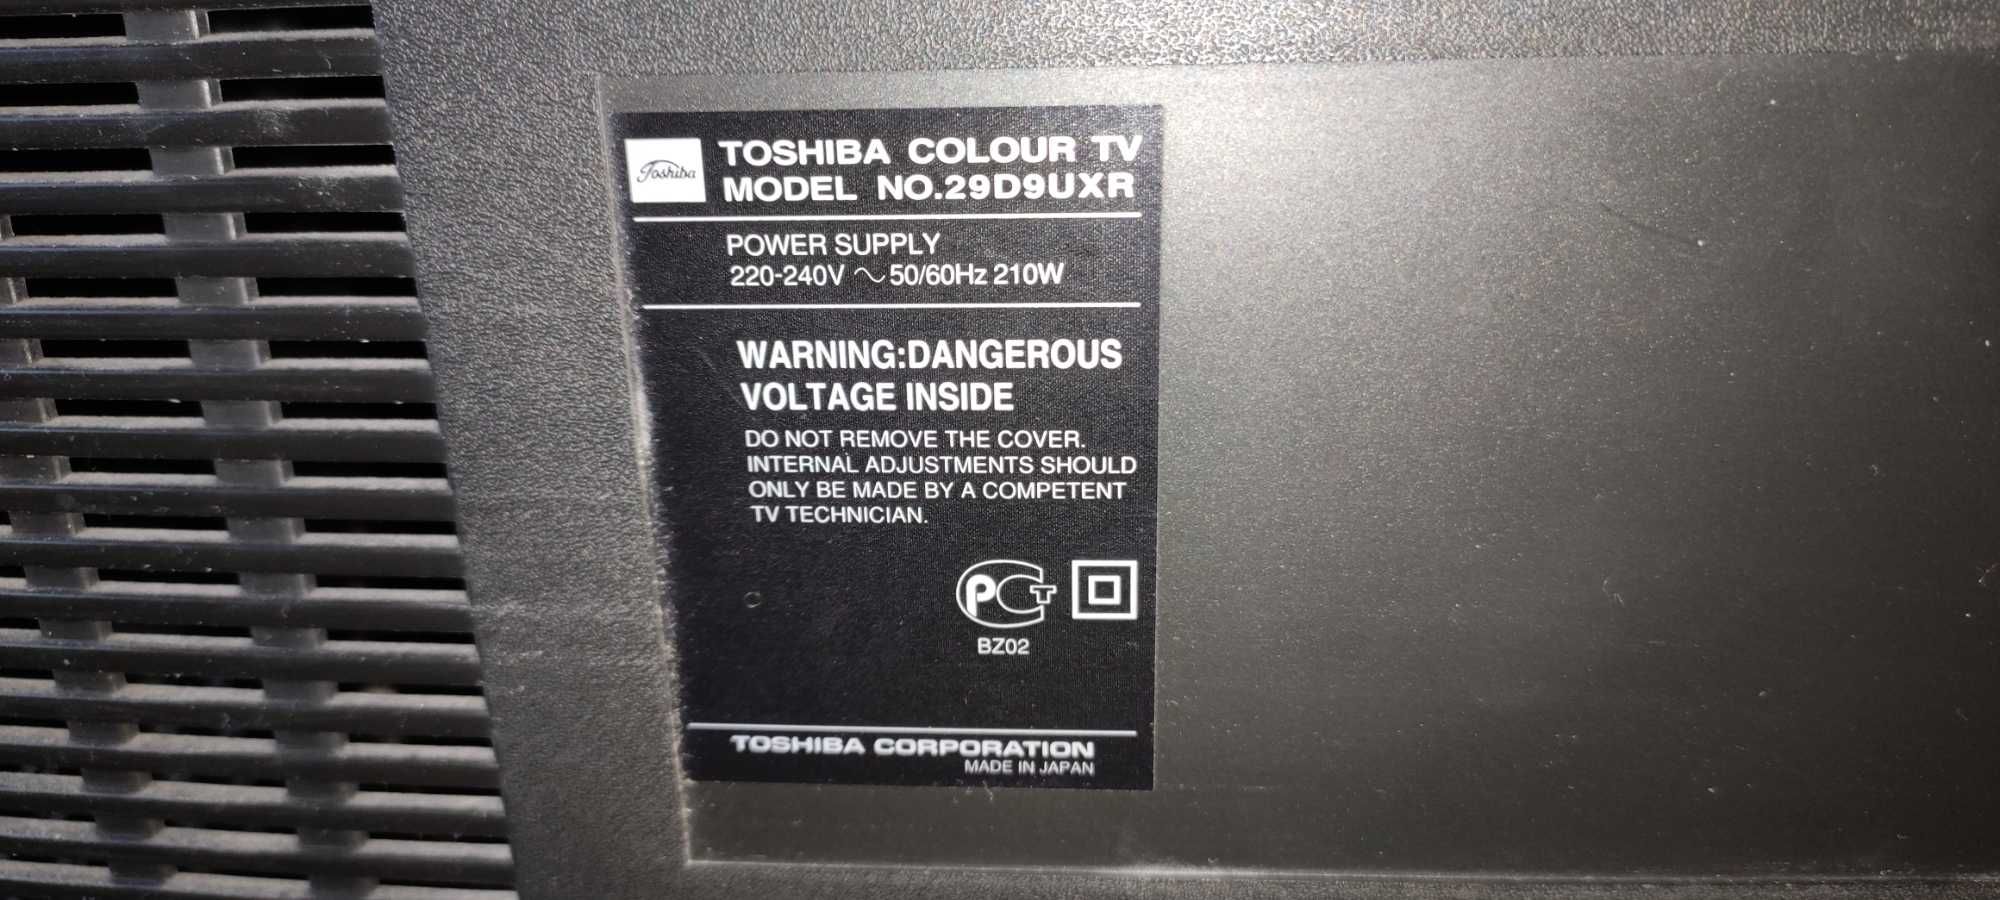 Toshiba
TOSHIBA COLOUR TV
MODEL NO.29D9UXR
POWER SUPPLY
220-240V ～ 50/60Hz 210W
WARNING:DANGEROUS
VOLTAGE INSIDE
DO NOT REMOVE THE COVER.
INTERNAL ADJUSTMENTS SHOULD
ONLY BE MADE BY A COMPETENT
TV TECHNICIAN.
PCT
BZ02
TOSHIBA CORPORATION
MADE IN JAPAN